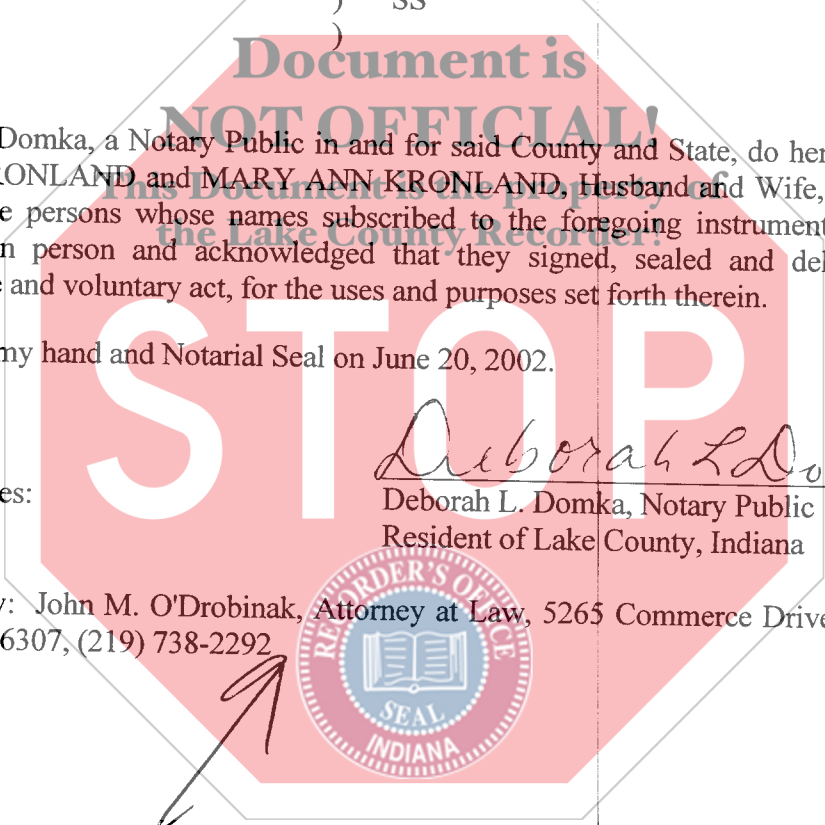 ) SS
)
Document is
NOT OFFICIAL!
Domka, a Notary Public in and for said County and State, do her
RONLAND and MARY ANN KRONLAND, Husband and Wife,
This Document is the property of
e persons whose names subscribed to the foregoing instrument
the Lake County Recorder!
n person and acknowledged that they signed, sealed and del
e and voluntary act, for the uses and purposes set forth therein.
STOP
my hand and Notarial Seal on June 20, 2002.
Deborah L Do
es:
Deborah L. Domka, Notary Public
Resident of Lake County, Indiana
y: John M. O'Drobinak, Attorney at Law, 5265 Commerce Drive
6307, (219) 738-2292
RECORDER'S OFFICE
SEAL
INDIANA